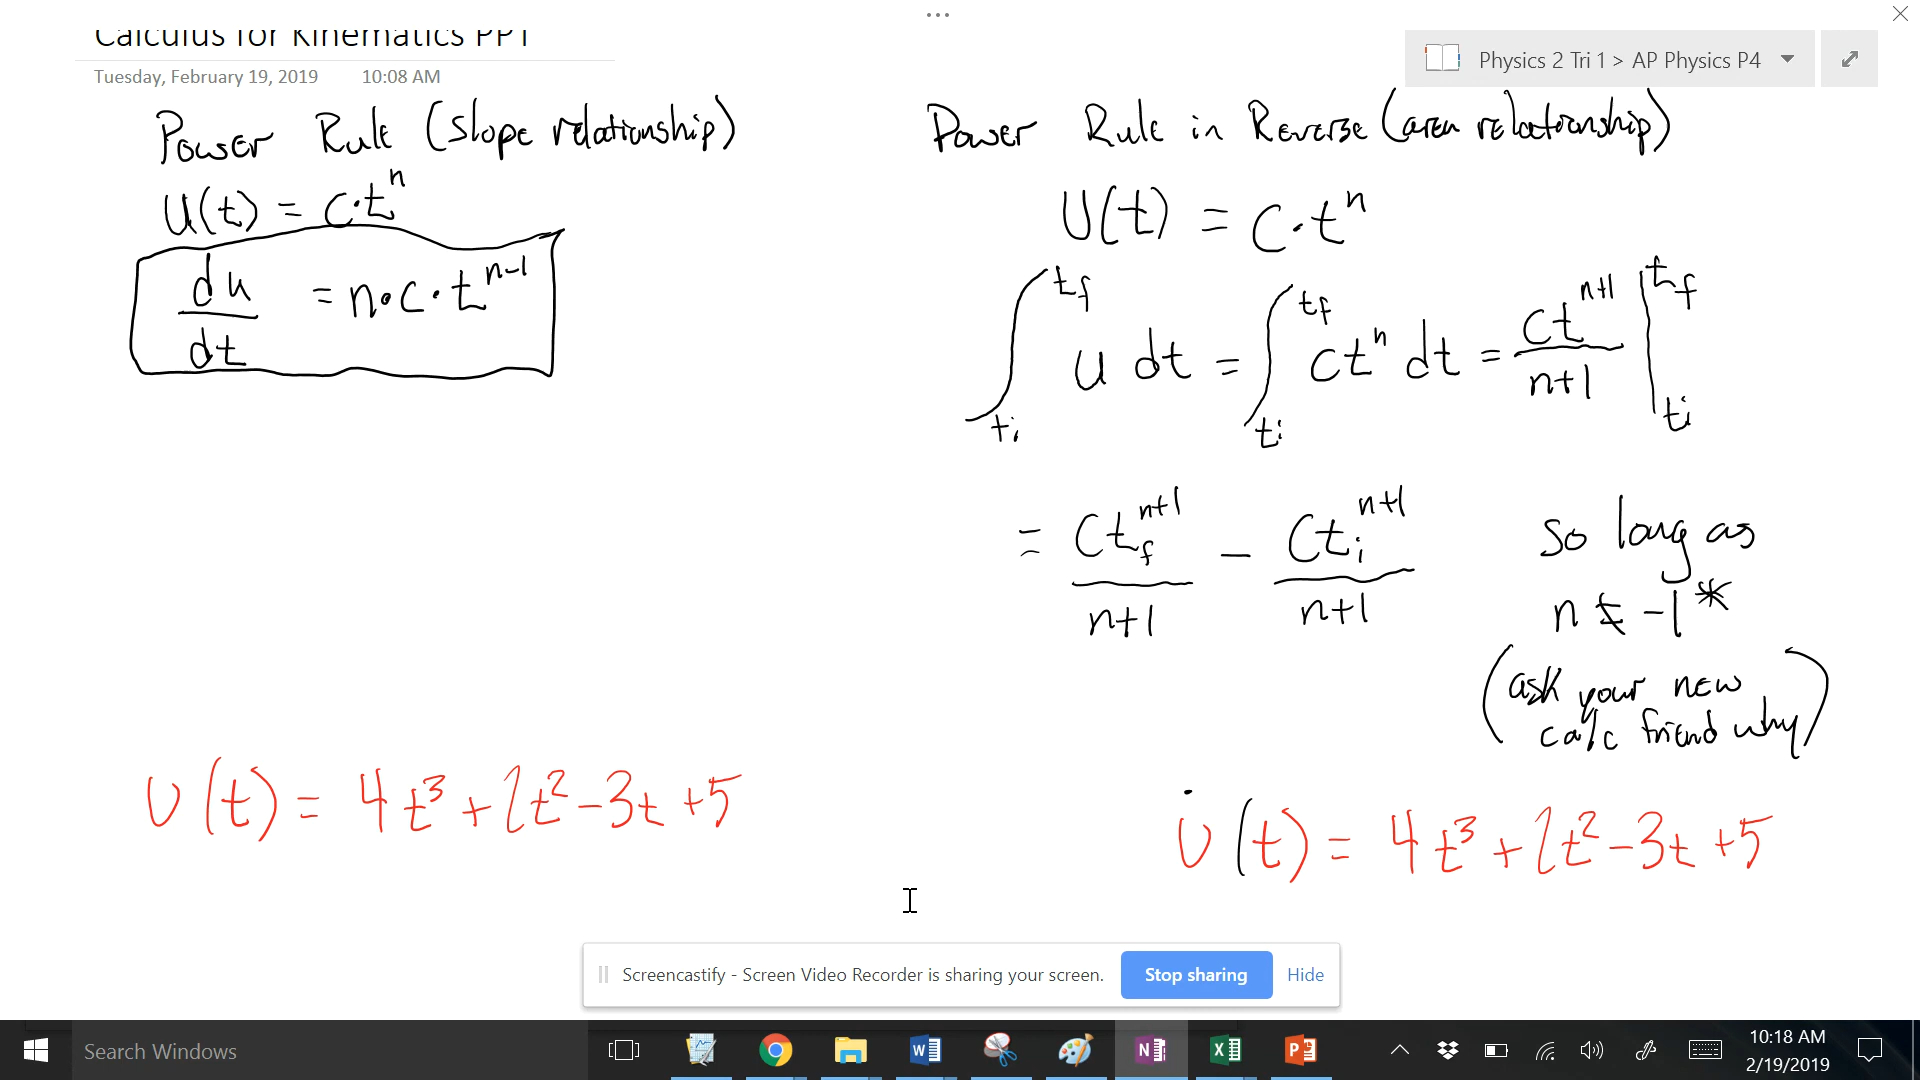 Calculus for Kinematics PPT
Tuesday, February 19, 2019 10:08 AM
Physics 2 Tri 1 > AP Physics P4
Power Rule (slope relationship)
U(t) = c·t^n
du/dt = n·c·t^(n-1)
Power Rule in Reverse (area relationship)
U(t) = C·t^n
∫_{ti}^{tf} u dt = ∫_{ti}^{tf} ct^n dt = ct^(n+1)/(n+1) |_{ti}^{tf}
= Ct_f^(n+1)/(n+1) − Ct_i^(n+1)/(n+1)
So long as
n ≠ -1*
(ask your new
calc friend why)
U(t) = 4t³ + 2t² − 3t + 5
U(t) = 4t³ + 2t² − 3t + 5
Screencastify - Screen Video Recorder is sharing your screen. Stop sharing Hide
Search Windows
10:18 AM
2/19/2019